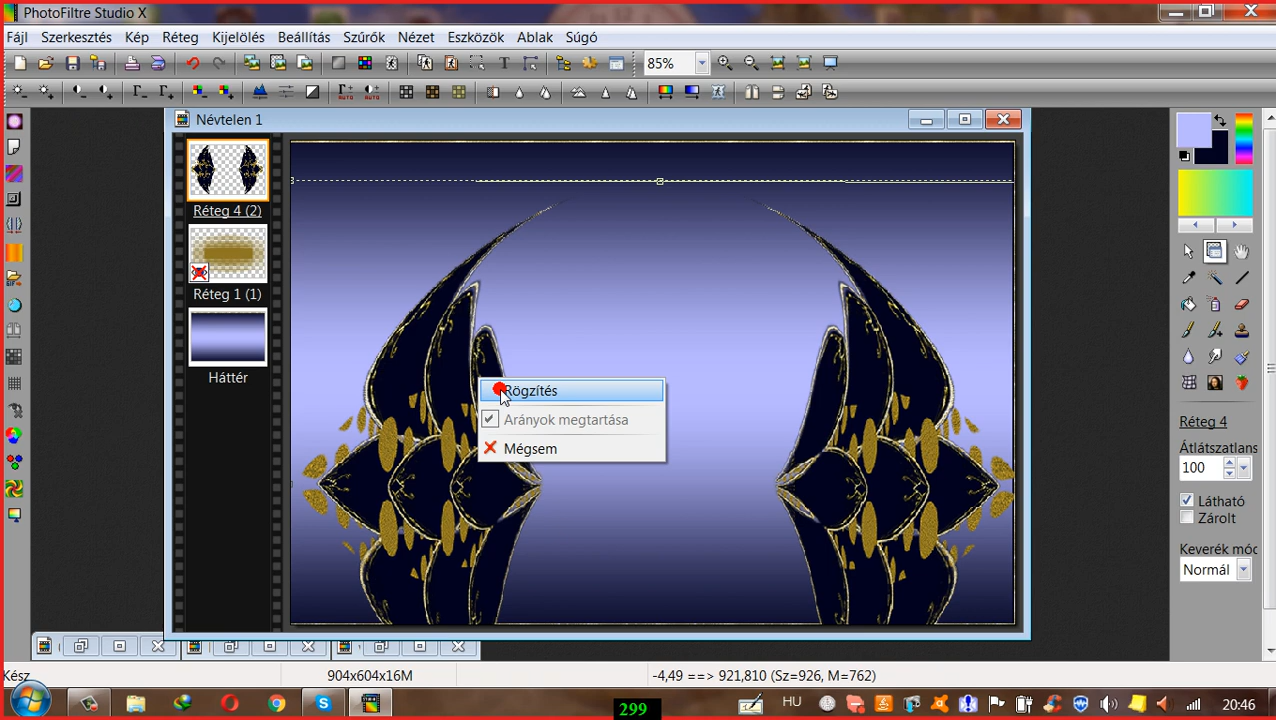 PhotoFiltre Studio X
Fájl Szerkesztés Kép Réteg Kijelölés Beállítás Szűrők Nézet Eszközök Ablak Súgó
85%
Névtelen 1
Réteg 4 (2)
Réteg 1 (1)
Háttér
Rögzítés
Arányok megtartása
Mégsem
Réteg 4
Átlátszatlans
100
Látható
Zárolt
Keverék móc
Normál
Kész 904x604x16M -4,49 ==> 921,810 (Sz=926, M=762)
HU 20:46
299